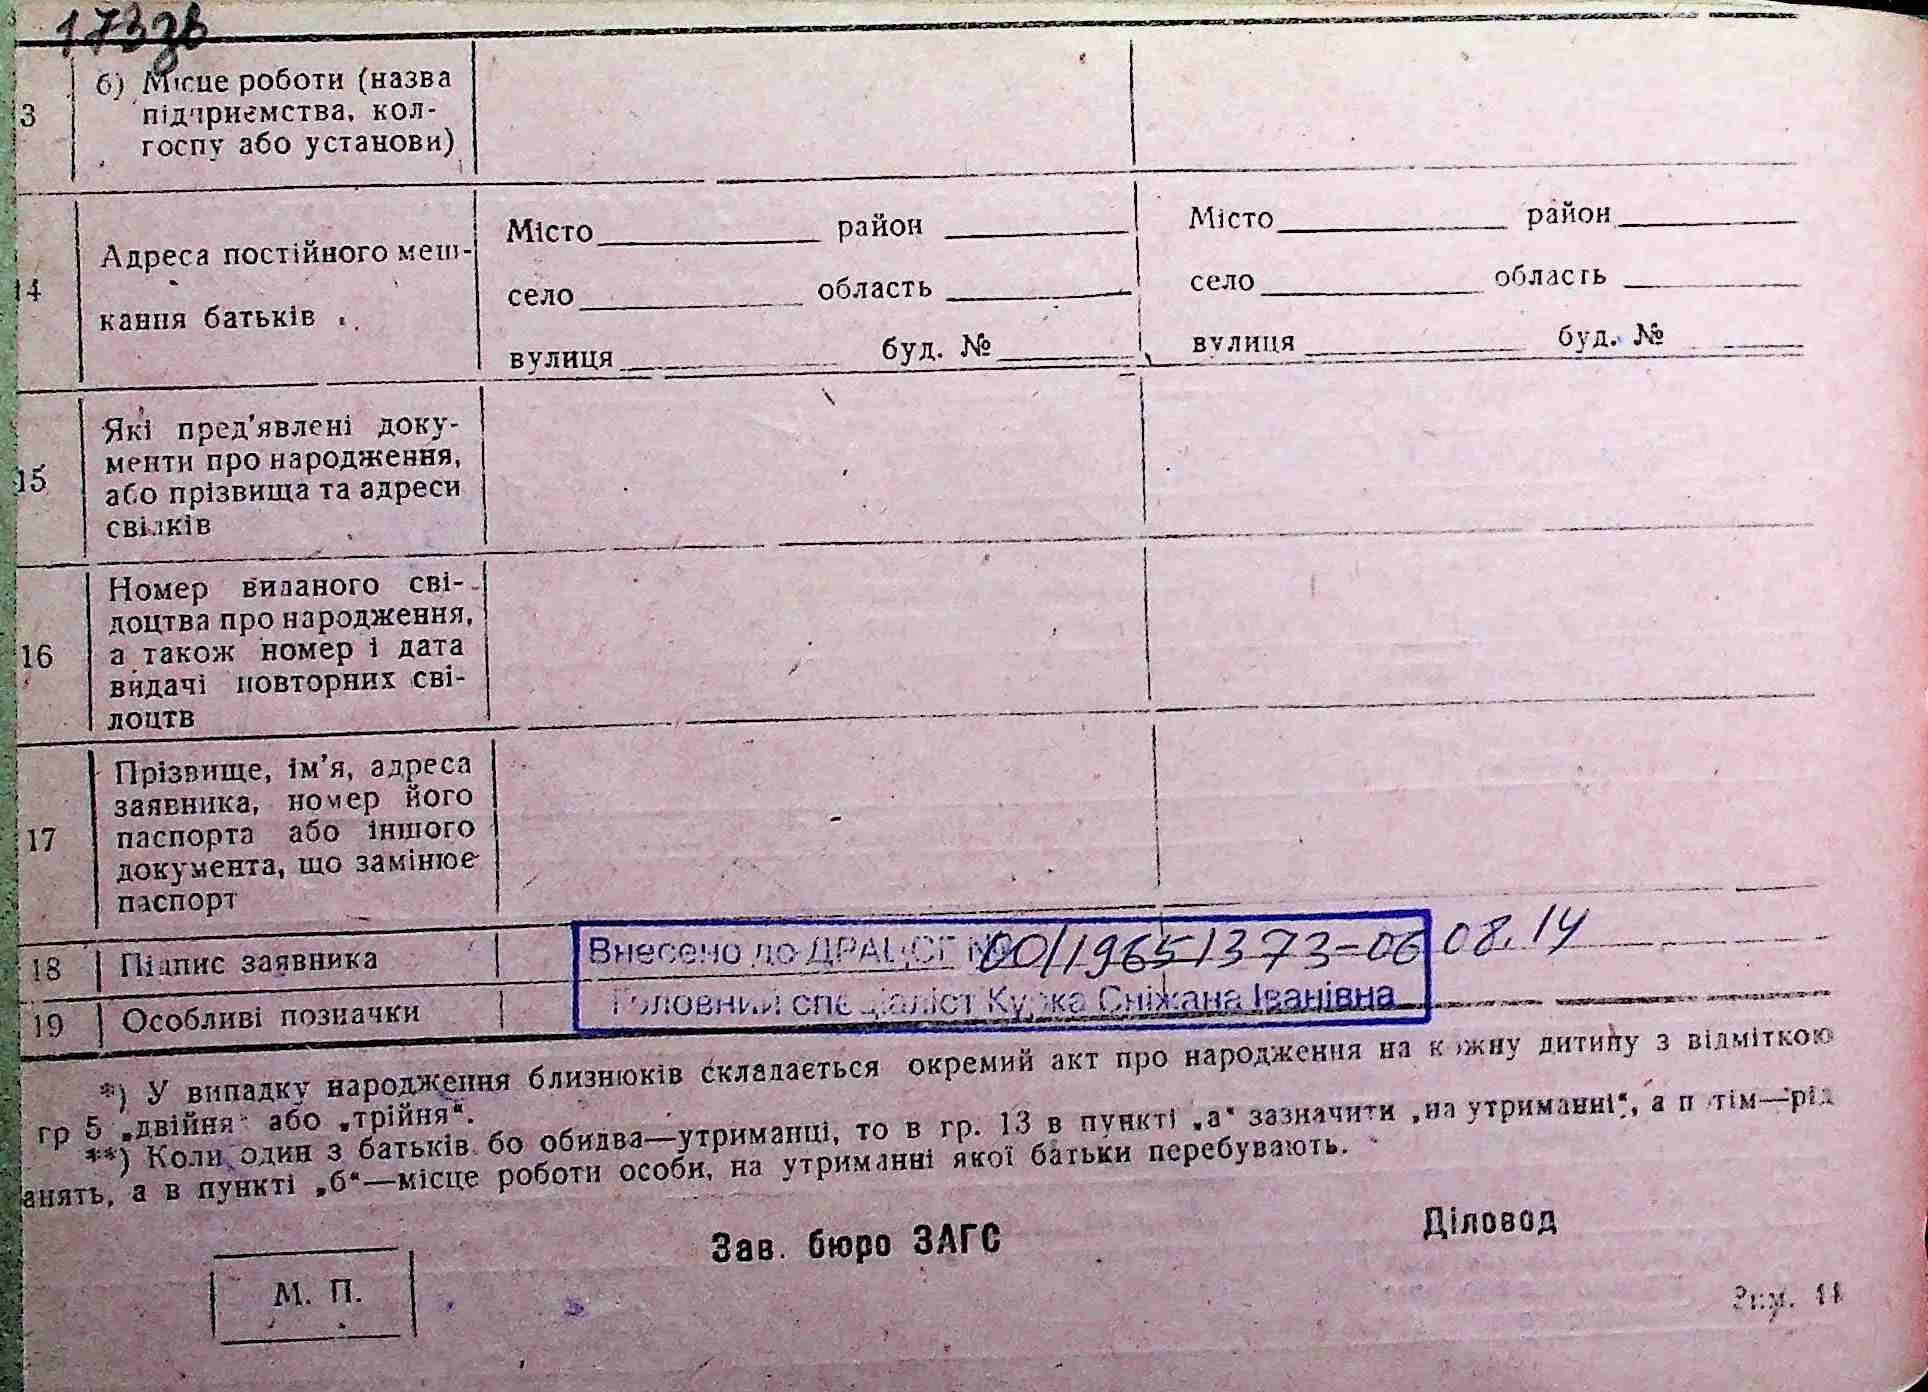 173зв
3 б) Місце роботи (назва
підприємства, кол-
госпу або установи)
14 Адреса постійного меш-
кання батьків
Місто район
село область
вулиця буд. №
Місто район
село область
вулиця буд. №
15 Які пред'явлені доку-
менти про народження,
або прізвища та адреси
свідків
16 Номер виданого сві-
доцтва про народження,
а також номер і дата
видачі повторних сві-
доцтв
17 Прізвище, ім'я, адреса
заявника, номер його
паспорта або іншого
документа, що замінює
паспорт
18 Підпис заявника
Внесено до ДРАЦСГ № 00/1965/373-06.08.14
Головний спеціаліст Курка Сніжана Іванівна
19 Особливі позначки
*) У випадку народження близнюків складається окремий акт про народження на кожну дитину з відміткою
гр 5 „двійня" або „трійня".
**) Коли один з батьків бо обидва—утриманці, то в гр. 13 в пункті „а" зазначити „на утриманні", а потім—рід
анять, а в пункті „б"—місце роботи особи, на утриманні якої батьки перебувають.
Зав. бюро ЗАГС
Діловод
М. П.